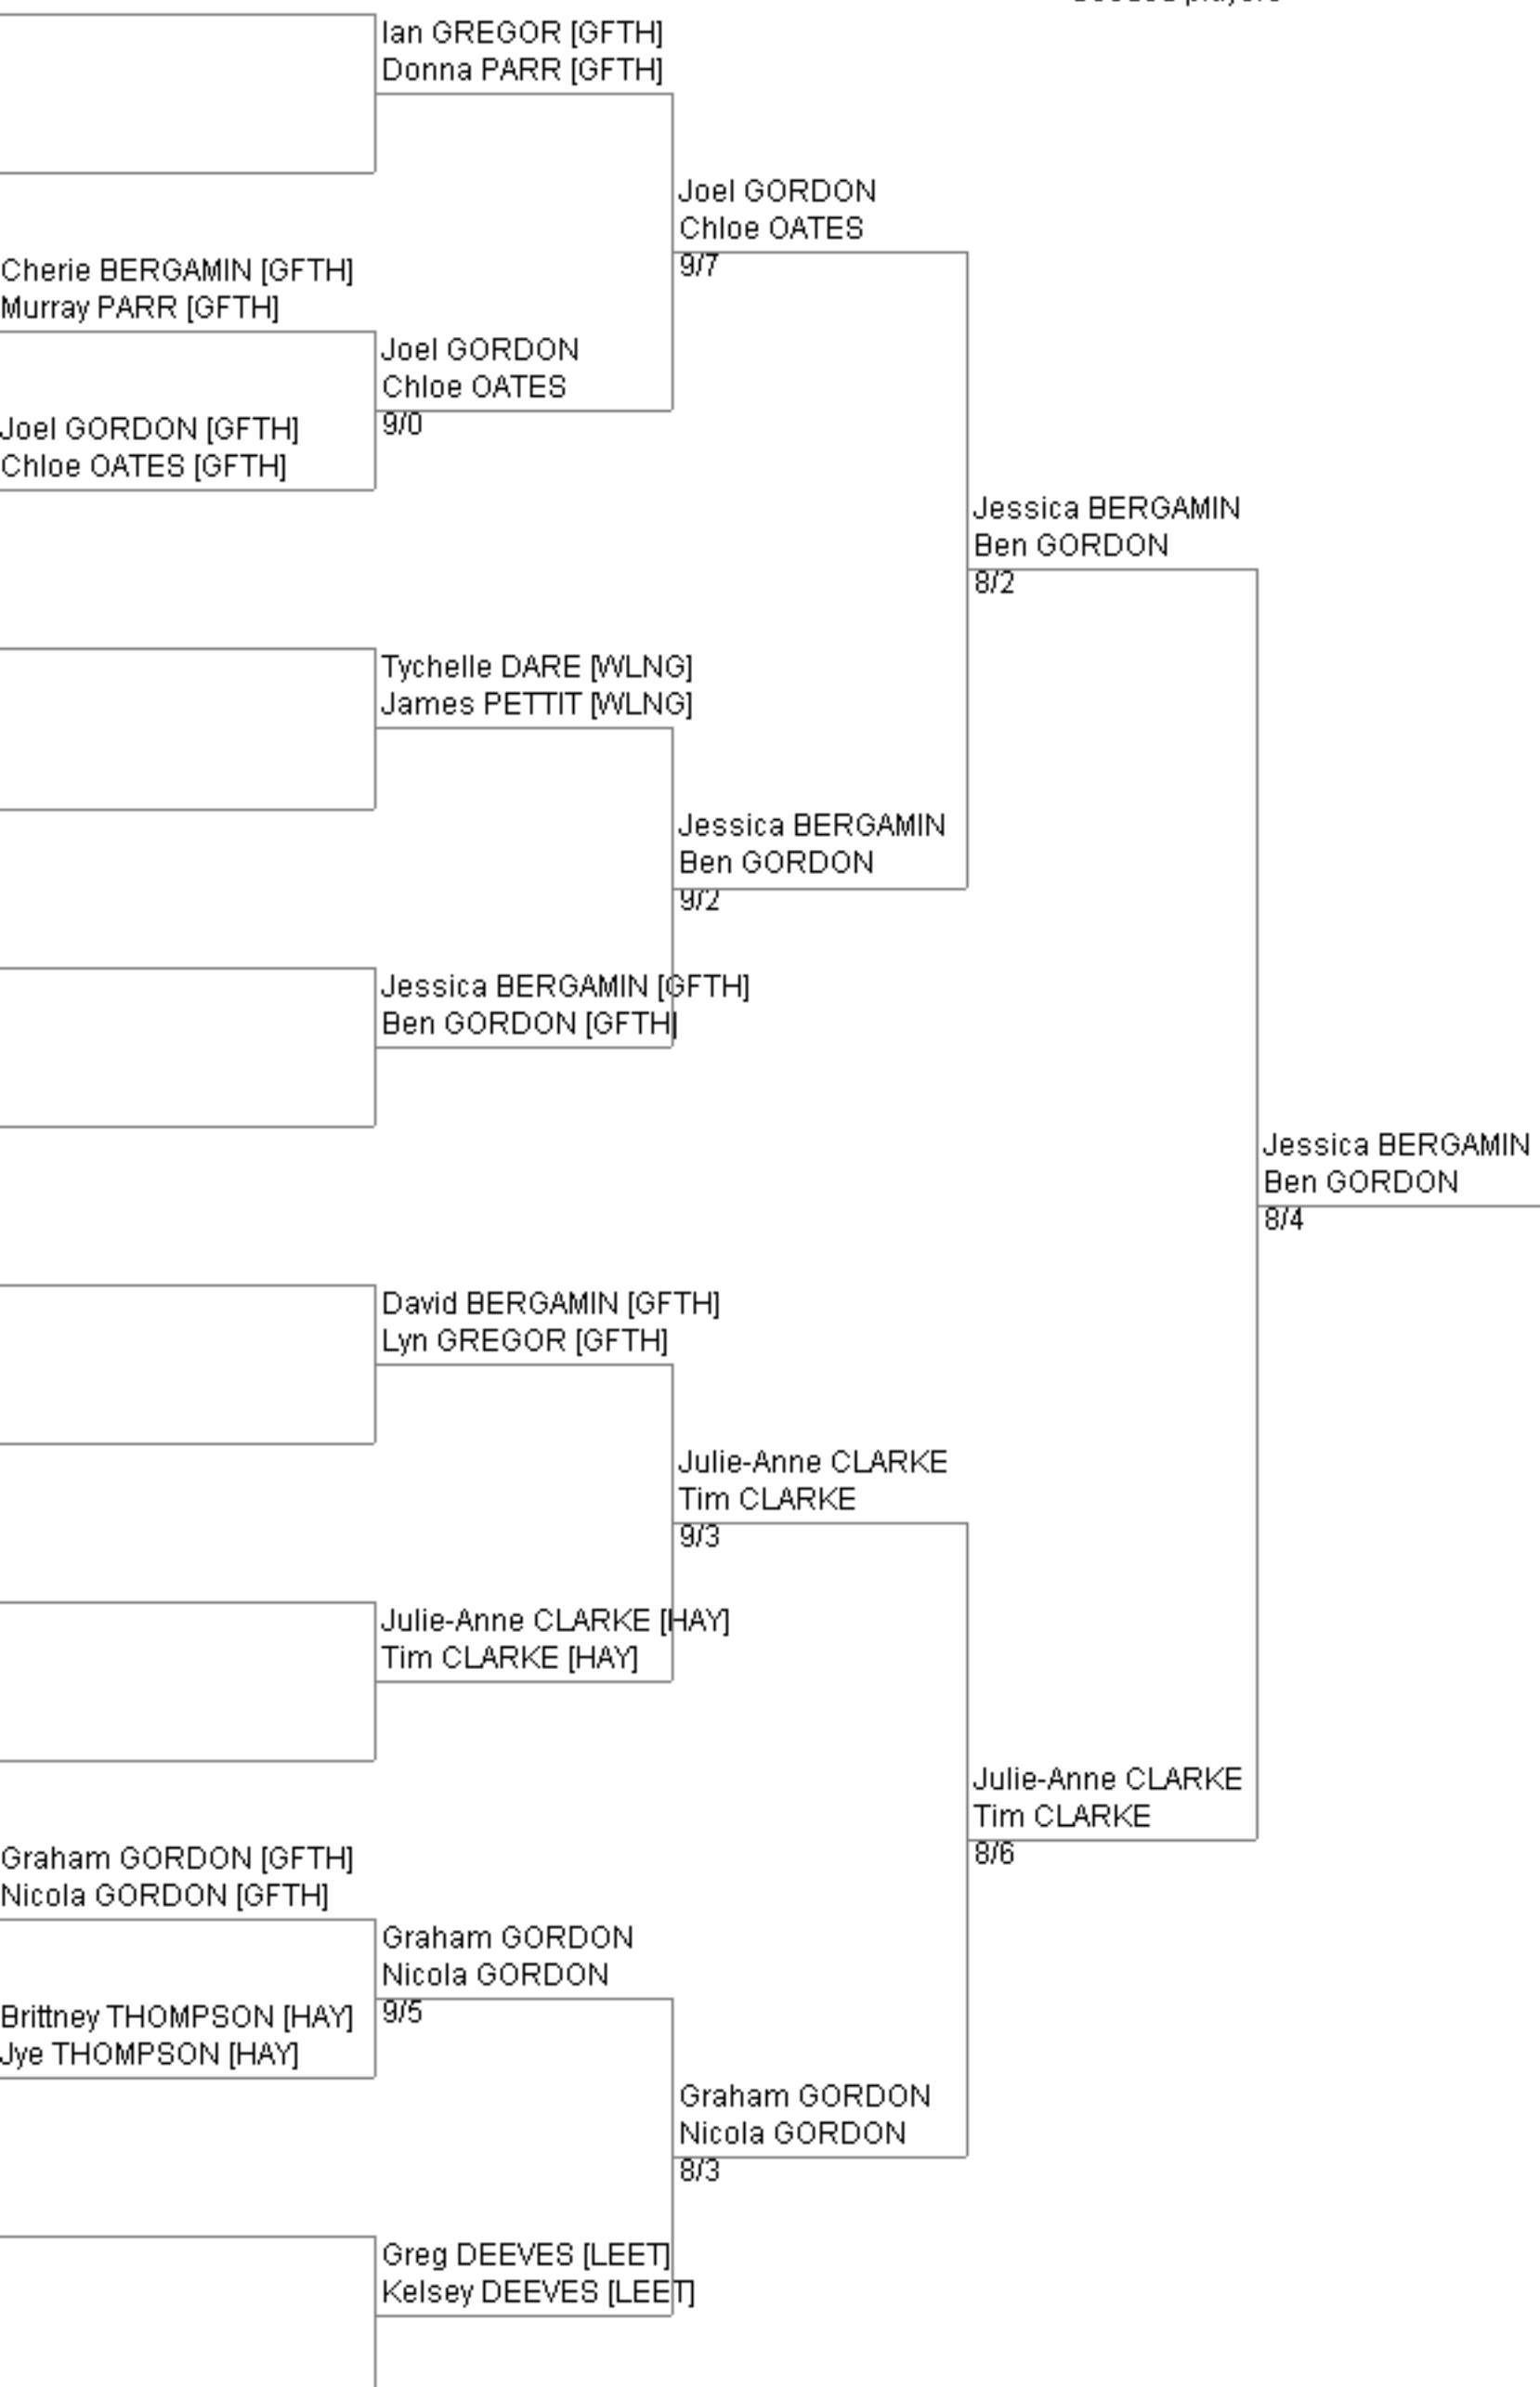 Ian GREGOR [GFTH]
Donna PARR [GFTH]
Joel GORDON
Chloe OATES
9/7
Cherie BERGAMIN [GFTH]
Murray PARR [GFTH]
Joel GORDON
Chloe OATES
9/0
Joel GORDON [GFTH]
Chloe OATES [GFTH]
Jessica BERGAMIN
Ben GORDON
8/2
Tychelle DARE [WLNG]
James PETTIT [WLNG]
Jessica BERGAMIN
Ben GORDON
9/2
Jessica BERGAMIN [GFTH]
Ben GORDON [GFTH]
Jessica BERGAMIN
Ben GORDON
8/4
David BERGAMIN [GFTH]
Lyn GREGOR [GFTH]
Julie-Anne CLARKE
Tim CLARKE
9/3
Julie-Anne CLARKE [HAY]
Tim CLARKE [HAY]
Julie-Anne CLARKE
Tim CLARKE
8/6
Graham GORDON [GFTH]
Nicola GORDON [GFTH]
Graham GORDON
Nicola GORDON
9/5
Brittney THOMPSON [HAY]
Jye THOMPSON [HAY]
Graham GORDON
Nicola GORDON
8/3
Greg DEEVES [LEET]
Kelsey DEEVES [LEET]